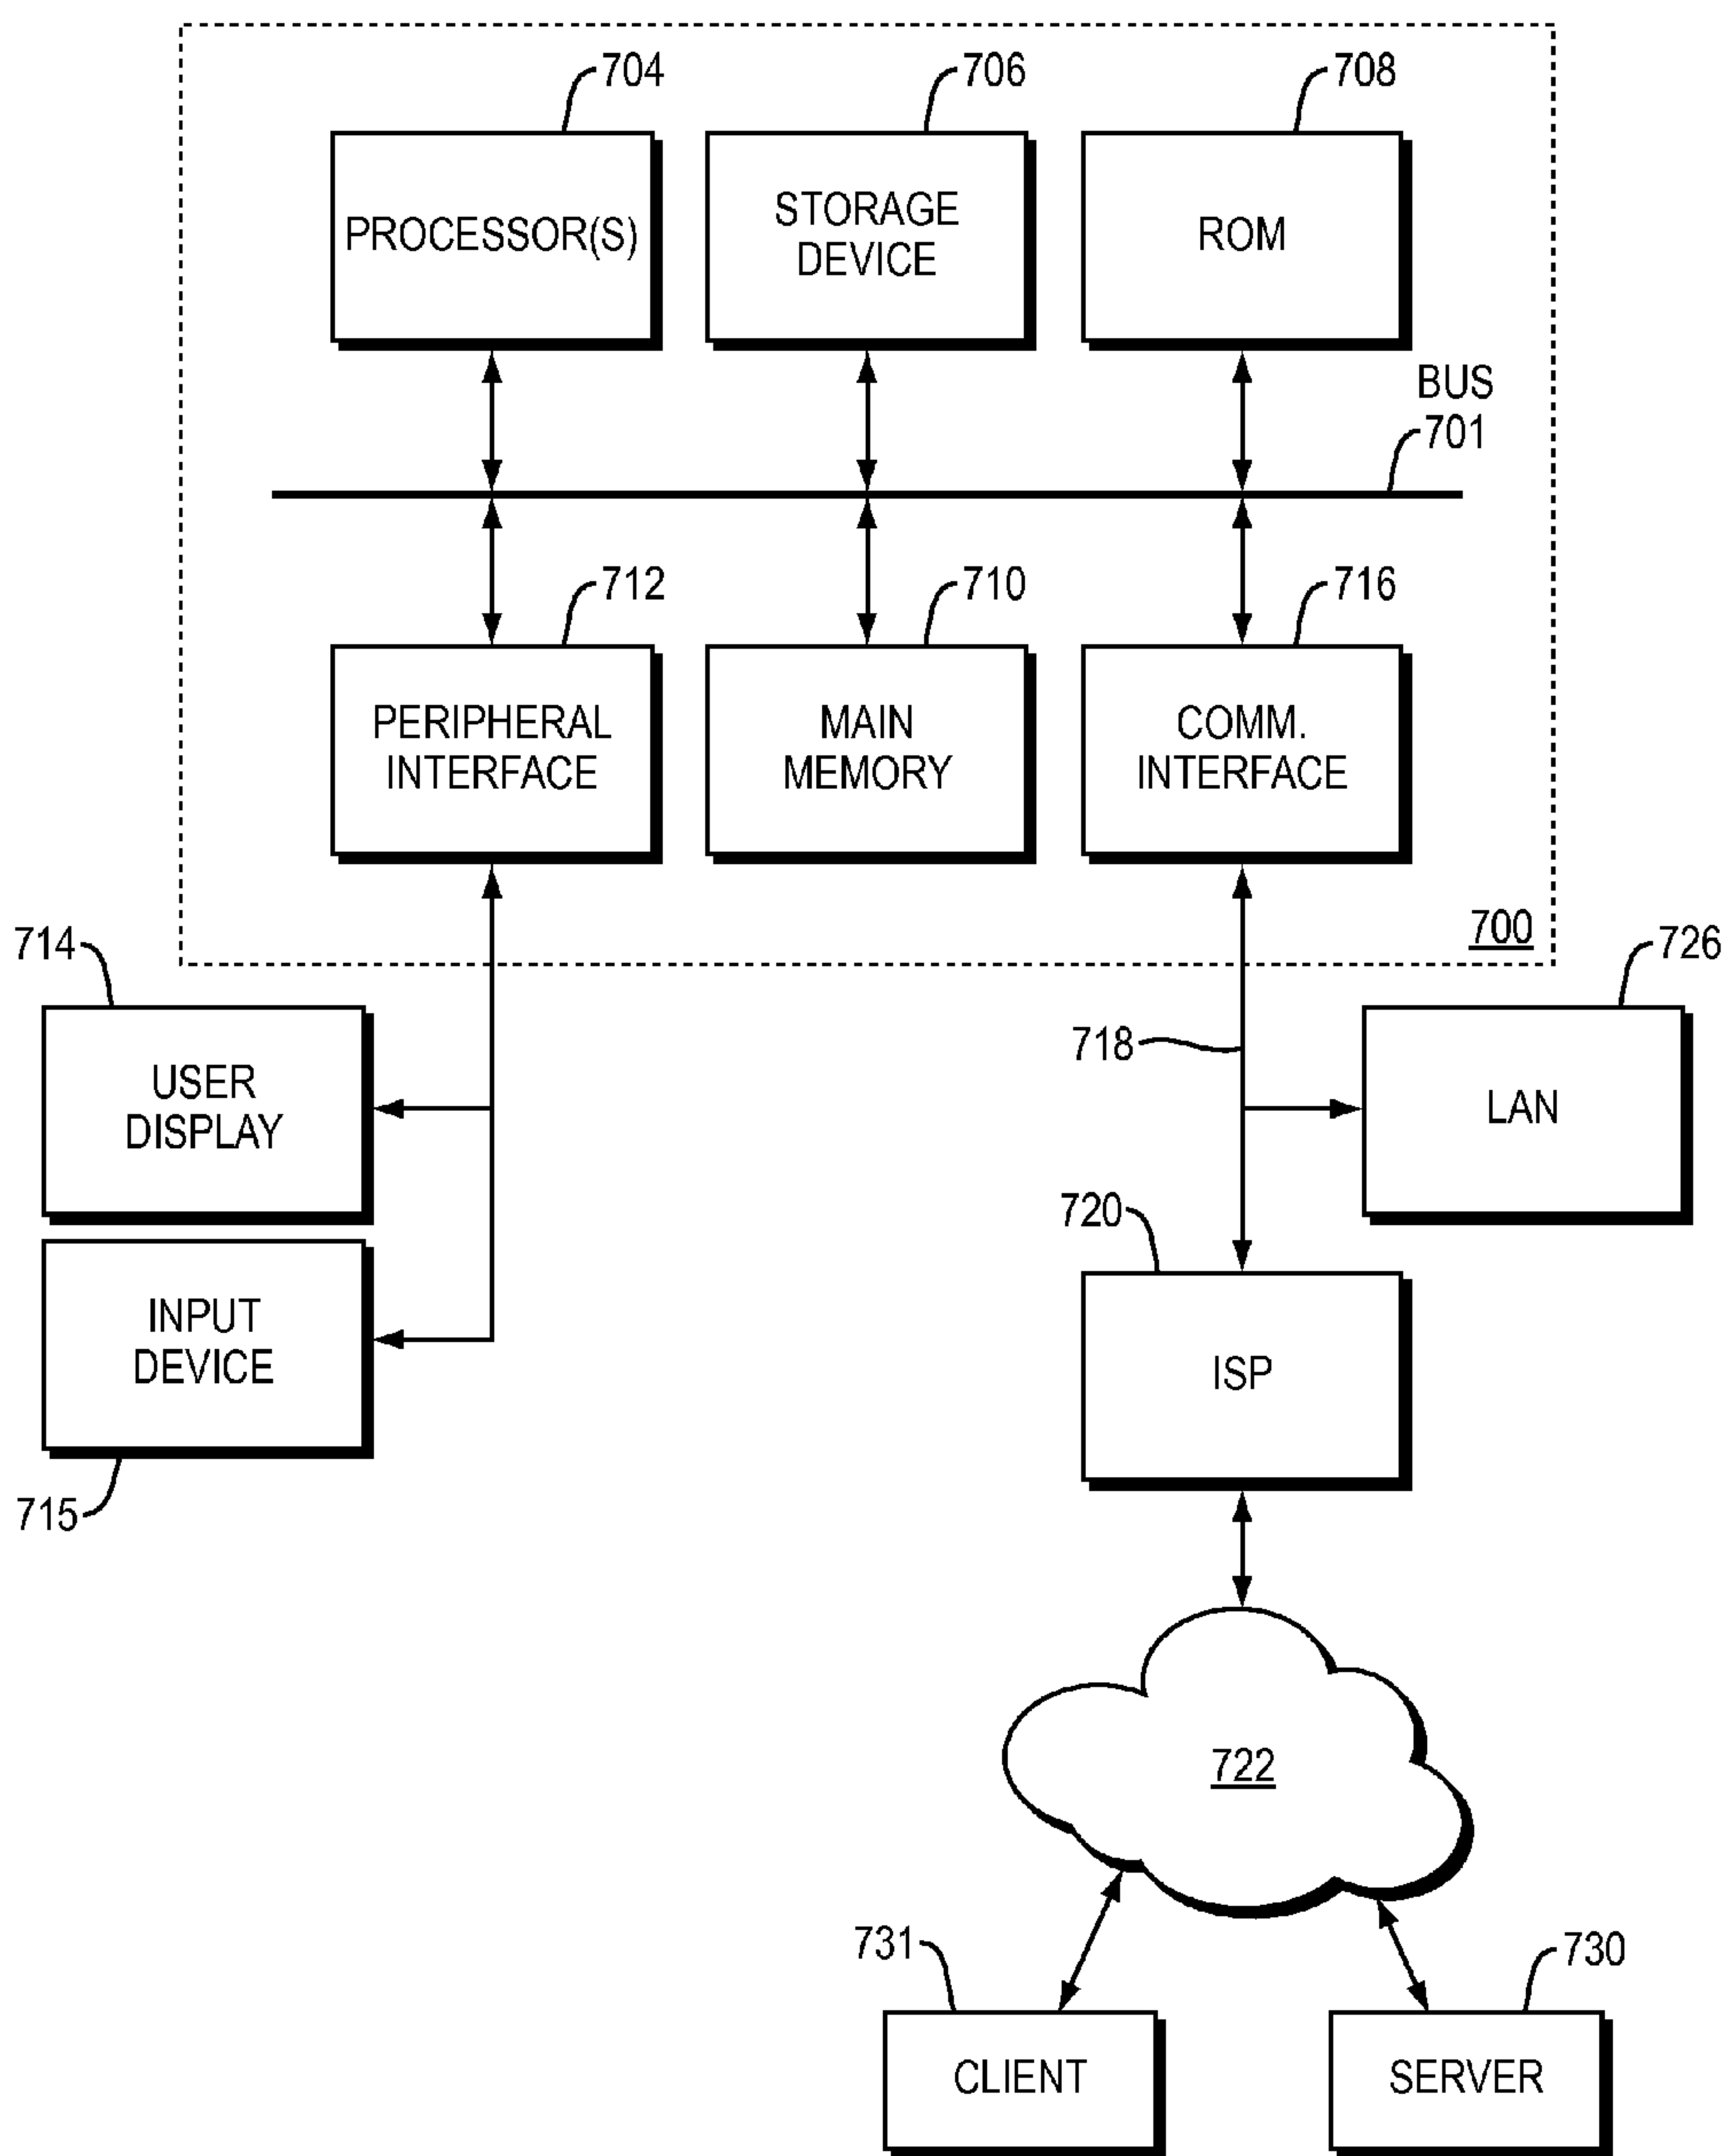 704
706
708
PROCESSOR(S)
STORAGE
DEVICE
ROM
BUS
701
712
710
716
PERIPHERAL
INTERFACE
MAIN
MEMORY
COMM.
INTERFACE
700
714
726
718
USER
DISPLAY
LAN
720
INPUT
DEVICE
ISP
715
722
731
730
CLIENT
SERVER